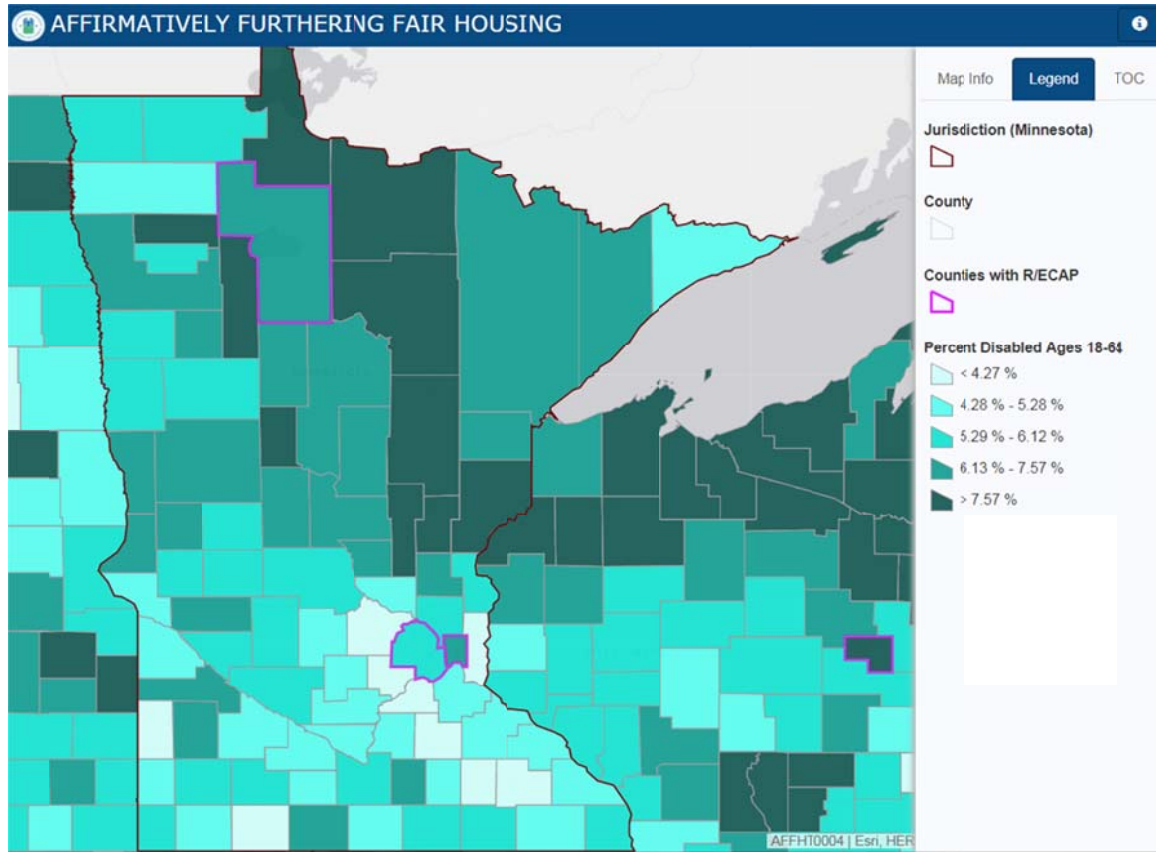 AFFIRMATIVELY FURTHERING FAIR HOUSING
Map Info Legend TOC
Jurisdiction (Minnesota)
County
Counties with R/ECAP
Percent Disabled Ages 18-64
< 4.27 %
4.28 % - 5.28 %
5.29 % - 6.12 %
6.13 % - 7.57 %
> 7.57 %
AFFHT0004 | Esri, HER